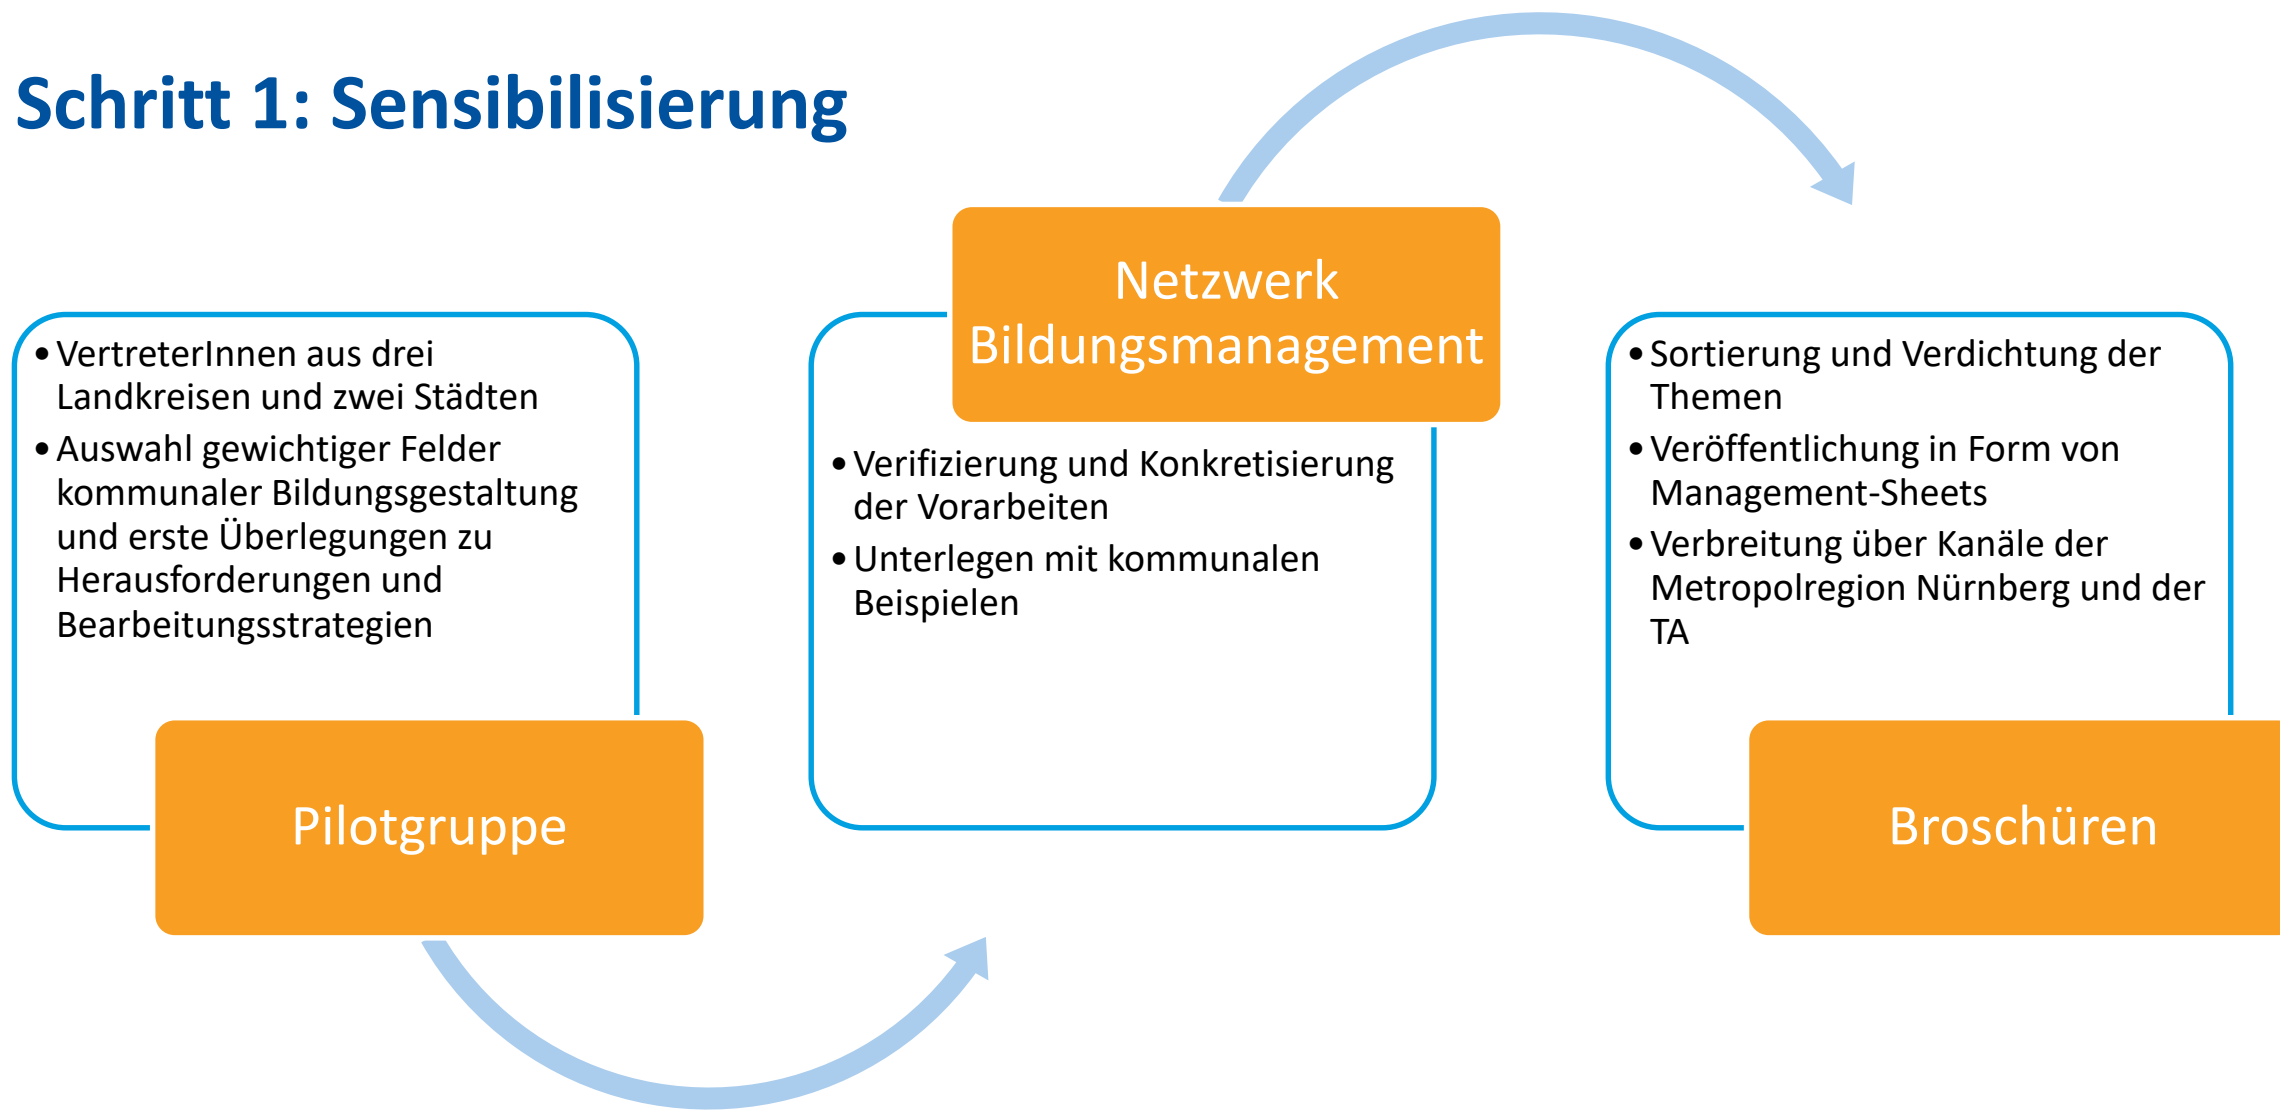 Schritt 1: Sensibilisierung
• VertreterInnen aus drei
Landkreisen und zwei Städten
• Auswahl gewichtiger Felder
kommunaler Bildungsgestaltung
und erste Überlegungen zu
Herausforderungen und
Bearbeitungsstrategien
Pilotgruppe
Netzwerk
Bildungsmanagement
• Verifizierung und Konkretisierung
der Vorarbeiten
• Unterlegen mit kommunalen
Beispielen
• Sortierung und Verdichtung der
Themen
• Veröffentlichung in Form von
Management-Sheets
• Verbreitung über Kanäle der
Metropolregion Nürnberg und der
TA
Broschüren